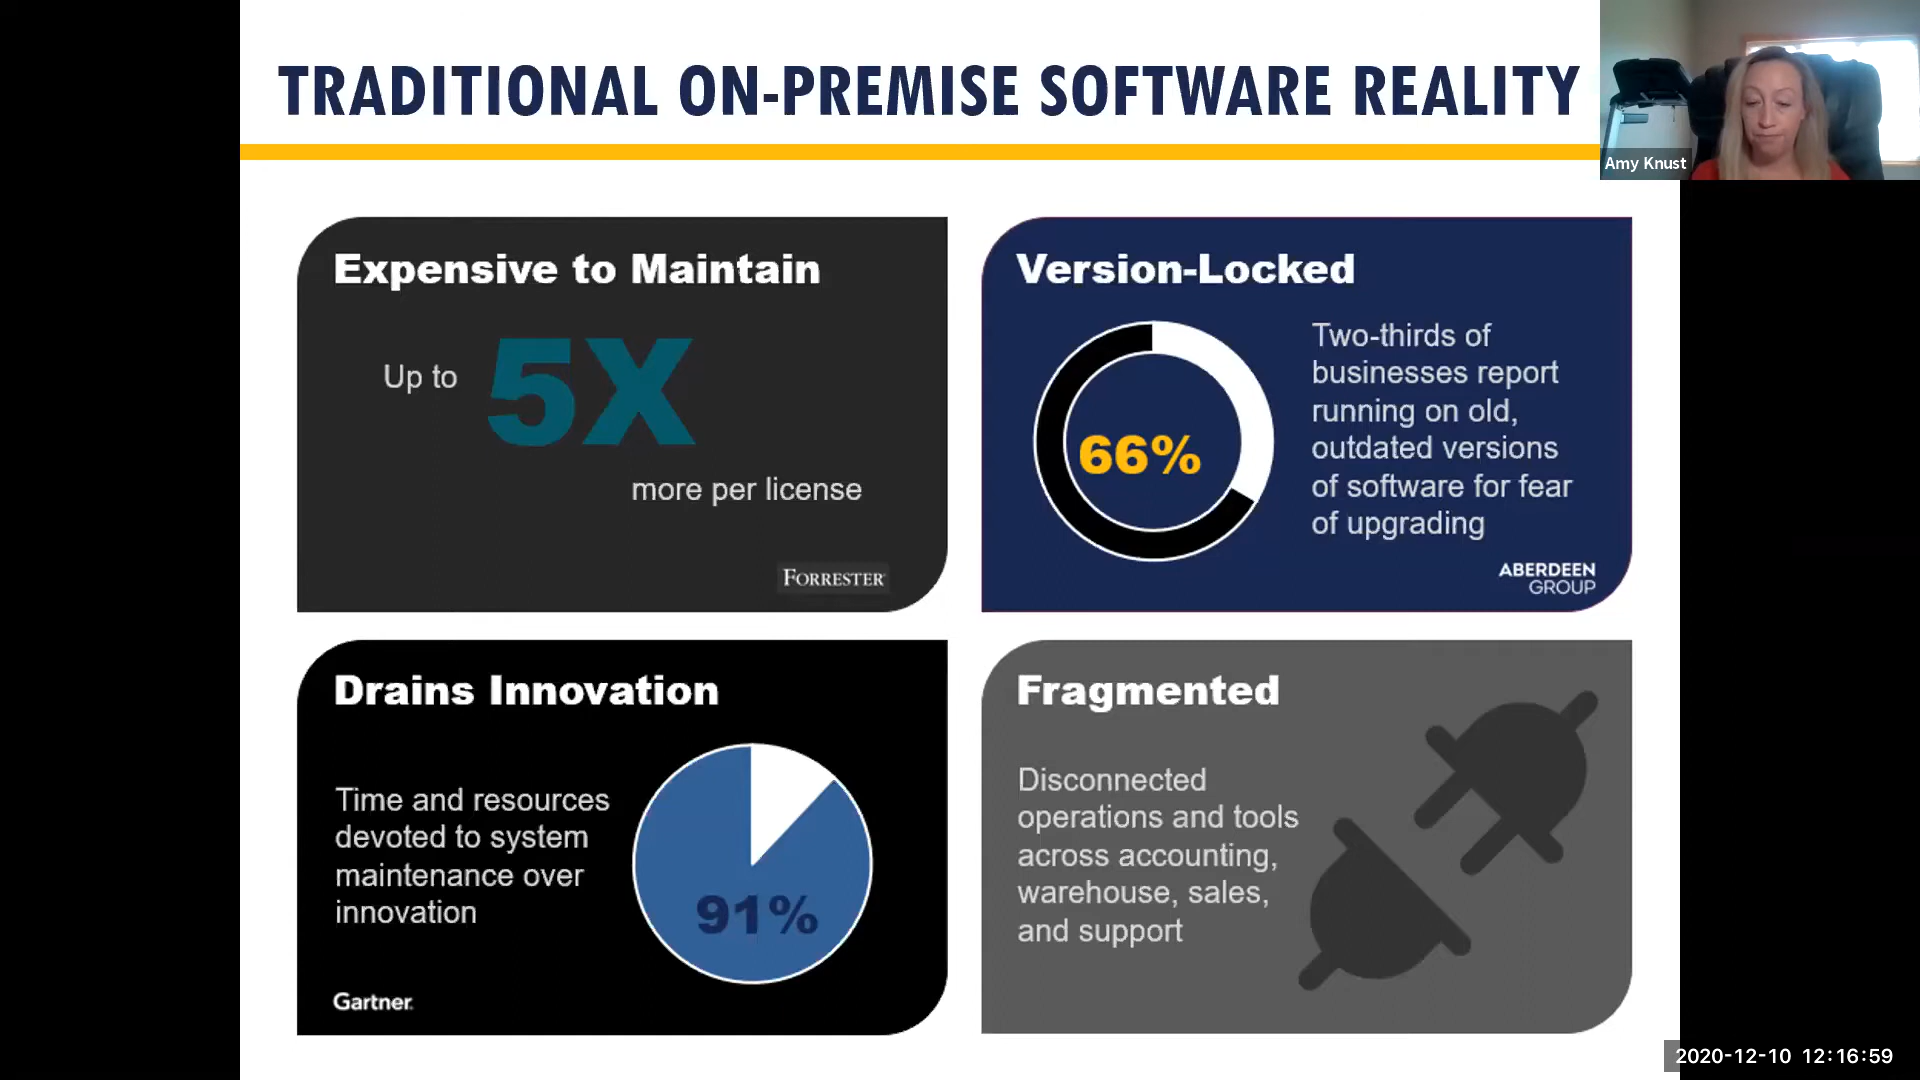 TRADITIONAL ON-PREMISE SOFTWARE REALITY
Amy Knust
Expensive to Maintain
Up to
5X
more per license
FORRESTER
Version-Locked
66%
Two-thirds of
businesses report
running on old,
outdated versions
of software for fear
of upgrading
ABERDEEN
GROUP
Drains Innovation
Time and resources
devoted to system
maintenance over
innovation
91%
Gartner
Fragmented
Disconnected
operations and tools
across accounting,
warehouse, sales,
and support
2020-12-10 12:16:59